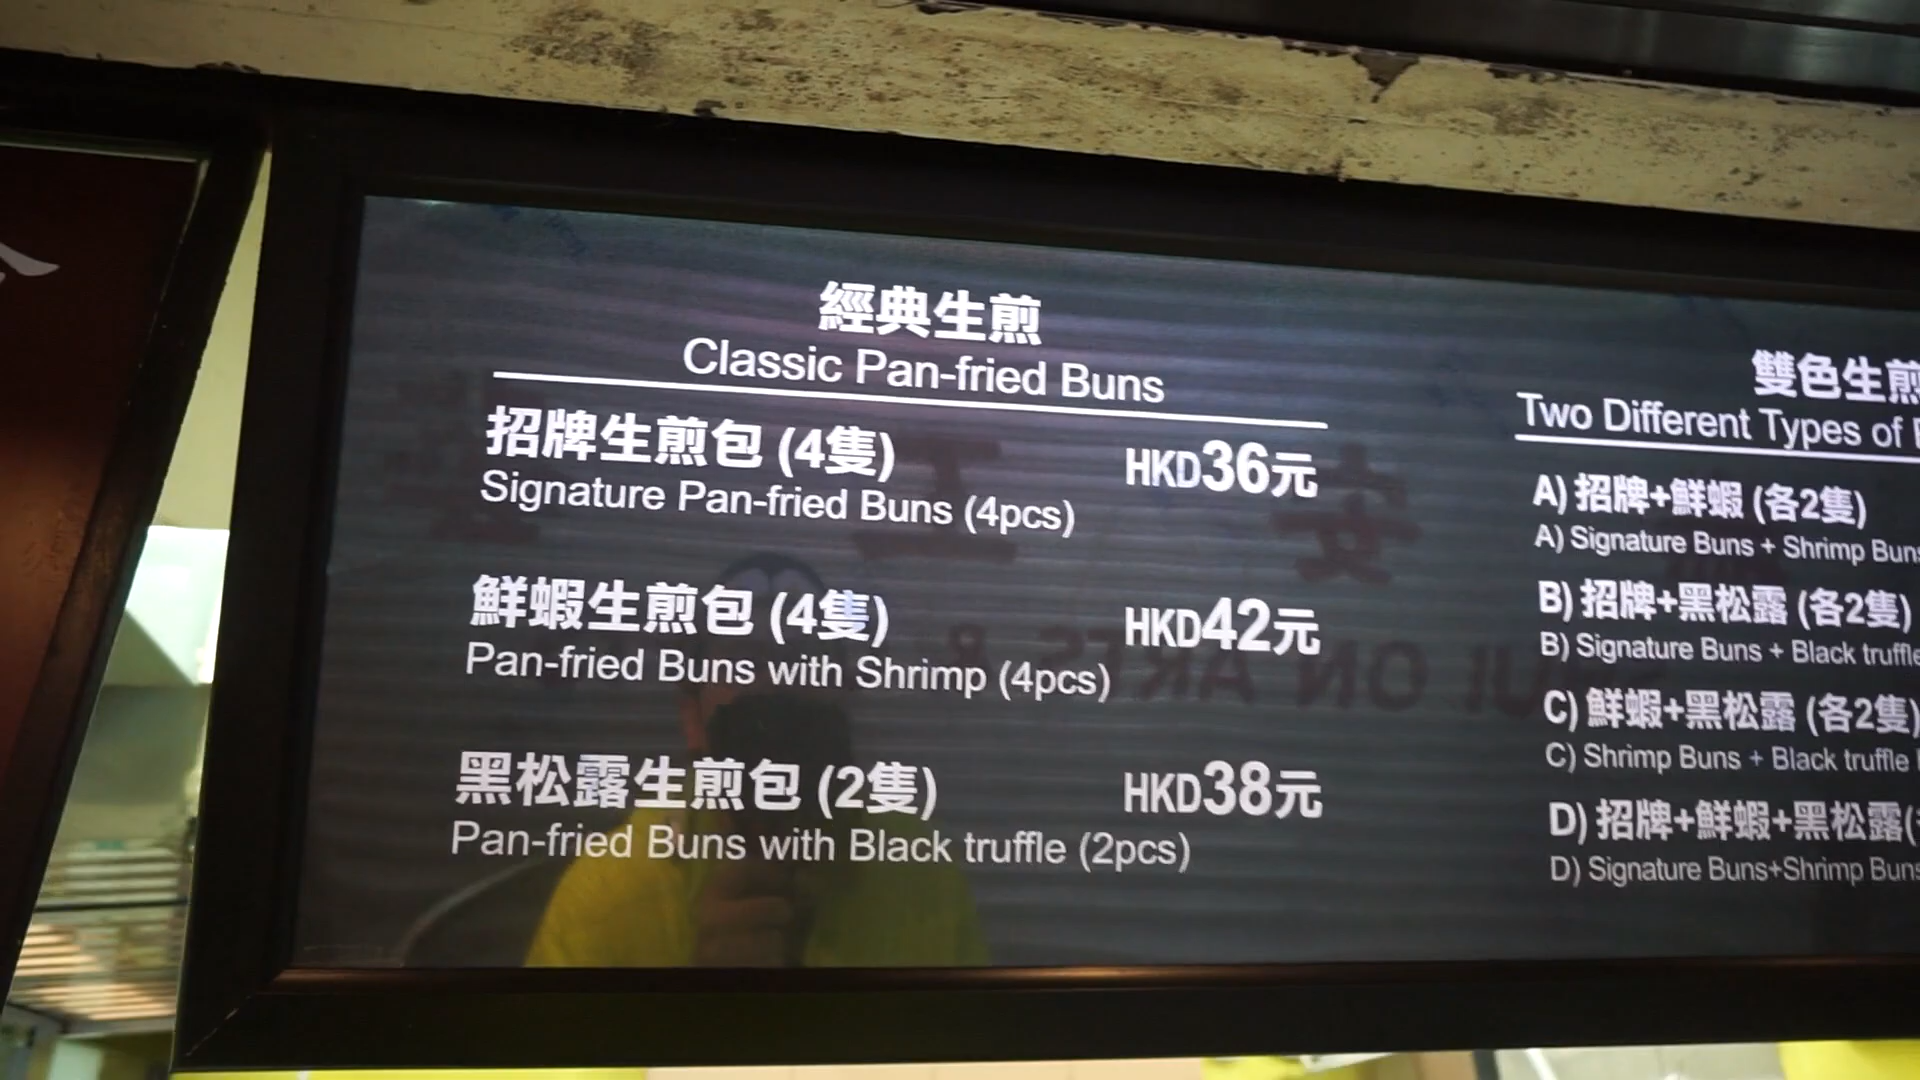 經典生煎
Classic Pan-fried Buns
招牌生煎包 (4隻) HKD36元
Signature Pan-fried Buns (4pcs)
鮮蝦生煎包 (4隻) HKD42元
Pan-fried Buns with Shrimp (4pcs)
黑松露生煎包 (2隻) HKD38元
Pan-fried Buns with Black truffle (2pcs)
雙色生煎
Two Different Types of
A) 招牌+鮮蝦 (各2隻)
A) Signature Buns + Shrimp Buns
B) 招牌+黑松露 (各2隻)
B) Signature Buns + Black truffle
C) 鮮蝦+黑松露 (各2隻)
C) Shrimp Buns + Black truffle
D) 招牌+鮮蝦+黑松露(
D) Signature Buns+Shrimp Buns